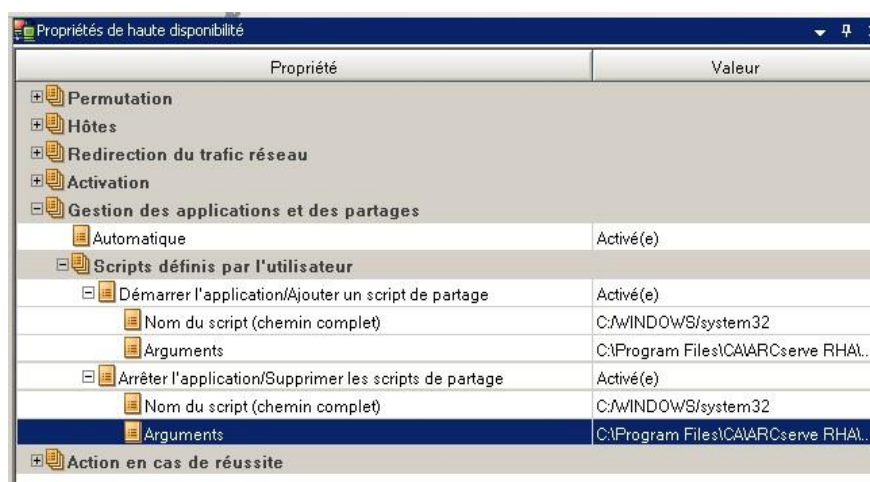 Propriétés de haute disponibilité
Propriété Valeur
Permutation
Hôtes
Redirection du trafic réseau
Activation
Gestion des applications et des partages
Automatique Activé(e)
Scripts définis par l'utilisateur
Démarrer l'application/Ajouter un script de partage Activé(e)
Nom du script (chemin complet) C:/WINDOWS/system32
Arguments C:\Program Files\CA\ARCserve RHA\...
Arrêter l'application/Supprimer les scripts de partage Activé(e)
Nom du script (chemin complet) C:/WINDOWS/system32
Arguments C:\Program Files\CA\ARCserve RHA\...
Action en cas de réussite